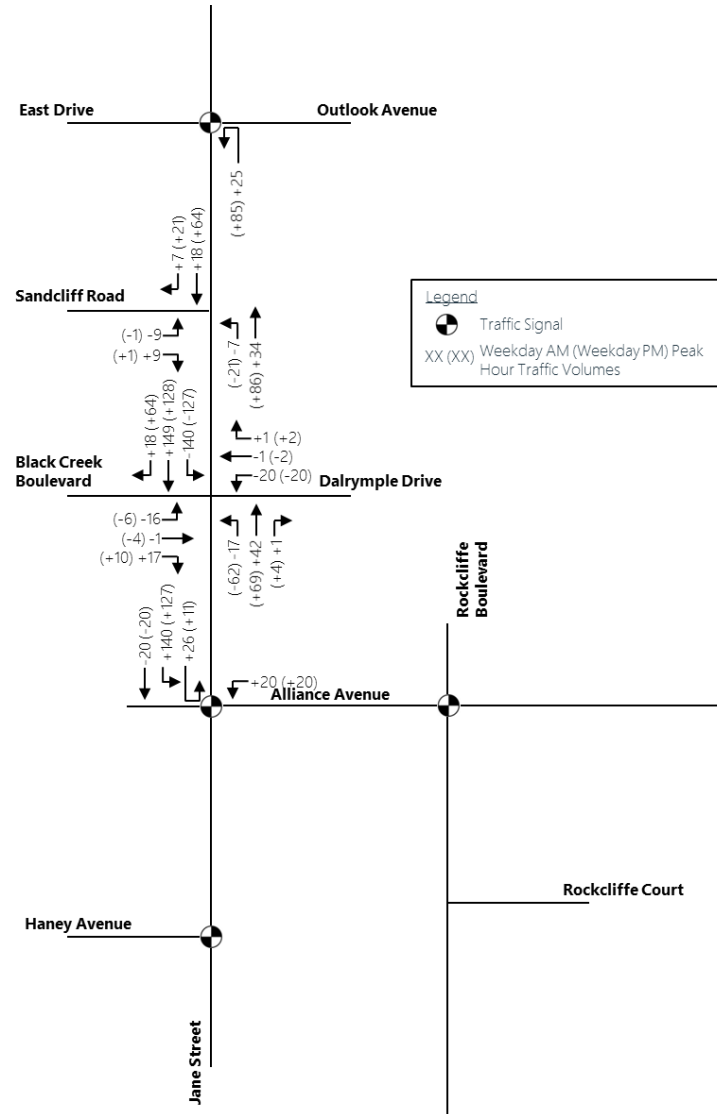 East Drive
Outlook Avenue
(+85) +25
+7 (+21)
+18 (+64)
Sandcliff Road
Legend
Traffic Signal
XX (XX) Weekday AM (Weekday PM) Peak
Hour Traffic Volumes
(-1) -9
(+1) +9
(-21) -7
(+86) +34
+18 (+64)
+149 (+128)
-140 (-127)
+1 (+2)
-1 (-2)
-20 (-20)
Black Creek
Boulevard
Dalrymple Drive
(-6) -16
(-4) -1
(+10) +17
(-62) -17
(+69) +42
(+4) +1
Rockcliffe
Boulevard
-20 (-20)
+140 (+127)
+26 (+11)
+20 (+20)
Alliance Avenue
Rockcliffe Court
Haney Avenue
Jane Street